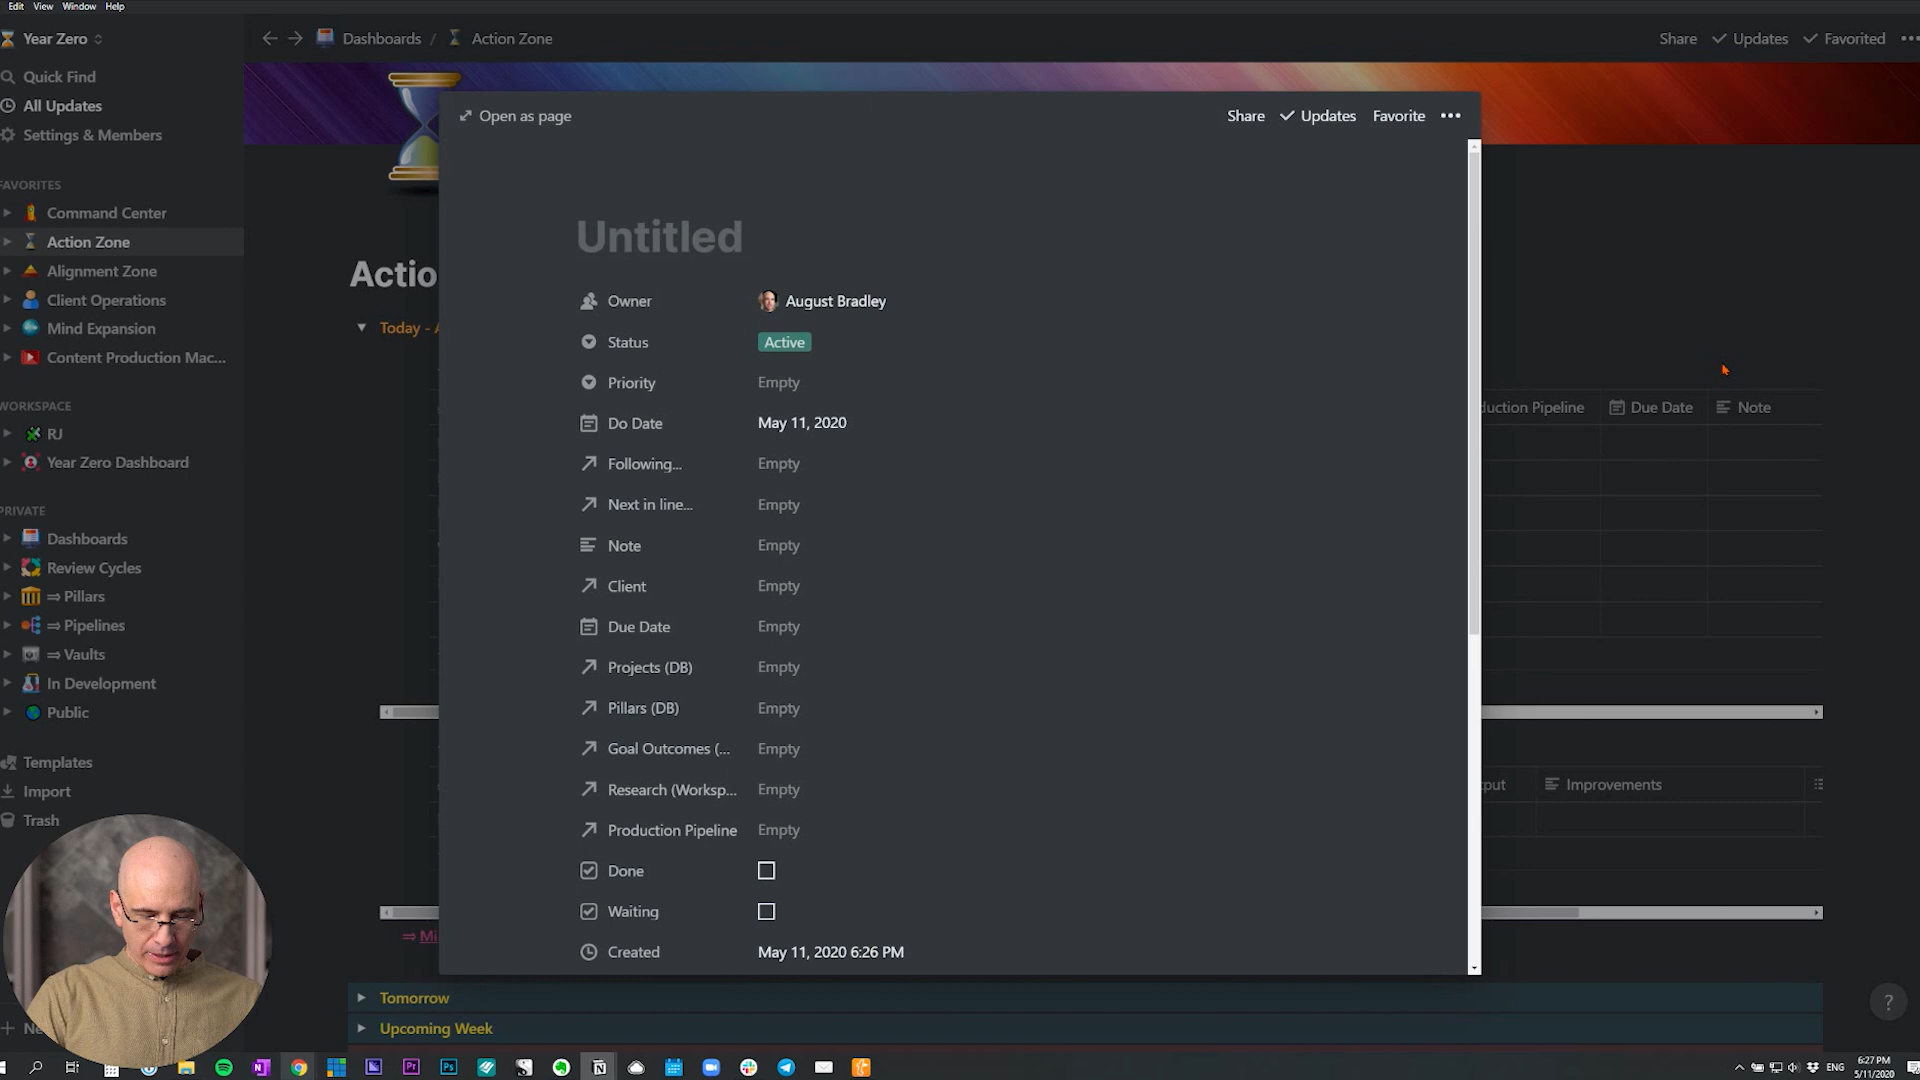 Edit View Window Help
Year Zero
Dashboards / Action Zone
Share Updates Favorited
Quick Find
All Updates
Settings & Members
FAVORITES
Command Center
Action Zone
Alignment Zone
Client Operations
Mind Expansion
Content Production Mac...
WORKSPACE
RJ
Year Zero Dashboard
PRIVATE
Dashboards
Review Cycles
⇒ Pillars
⇒ Pipelines
⇒ Vaults
In Development
Public
Templates
Import
Trash
Actio
Today - A
Open as page
Share Updates Favorite
Untitled
Owner August Bradley
Status Active
Priority Empty
Do Date May 11, 2020
Following... Empty
Next in line... Empty
Note Empty
Client Empty
Due Date Empty
Projects (DB) Empty
Pillars (DB) Empty
Goal Outcomes (... Empty
Research (Worksp... Empty
Production Pipeline Empty
Done
Waiting
Created May 11, 2020 6:26 PM
duction Pipeline Due Date Note
put Improvements
⇒ Mi
Tomorrow
Upcoming Week
Ne
?
ENG
6:27 PM
5/11/2020